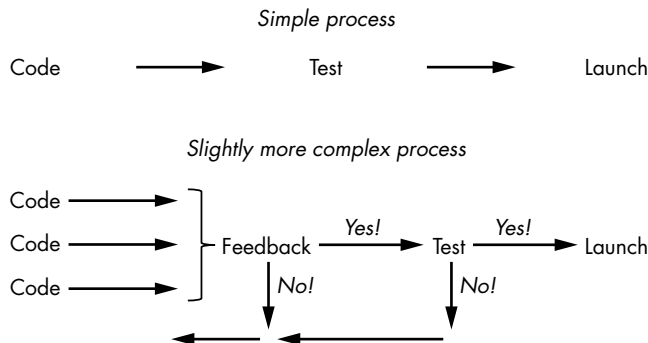 Simple process
Code Test Launch
Slightly more complex process
Code
Code
Code
Feedback Yes! Test Yes! Launch
No! No!